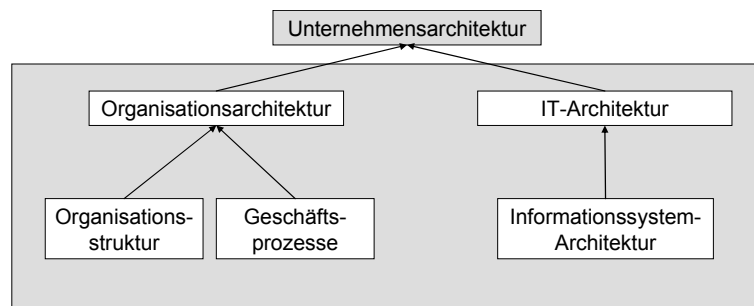 Unternehmensarchitektur
Organisationsarchitektur
IT-Architektur
Organisations-
struktur
Geschäfts-
prozesse
Informationssystem-
Architektur